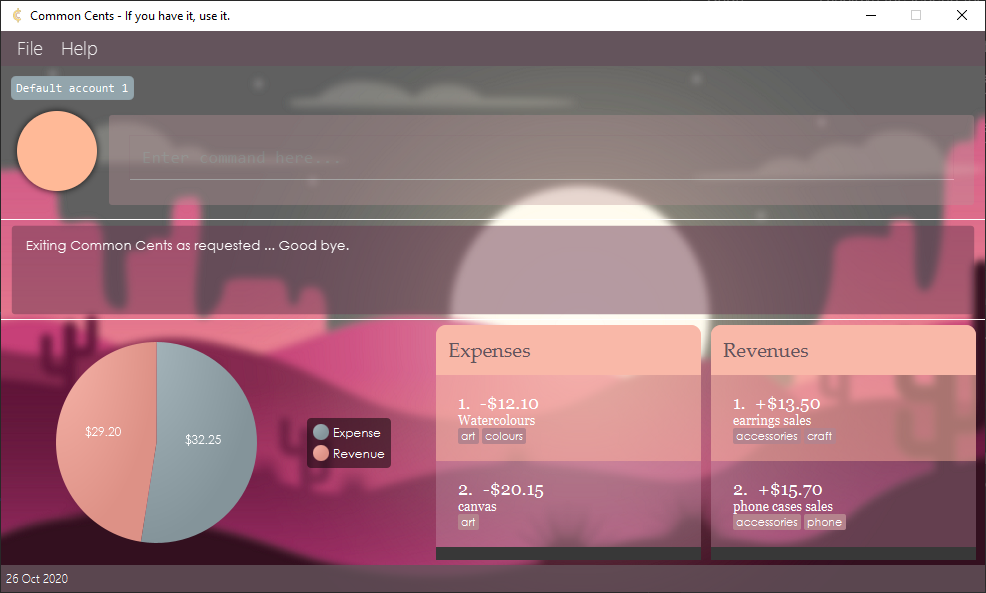 Common Cents - If you have it, use it.
File Help
Default account 1
Enter command here...
Exiting Common Cents as requested ... Good bye.
$29.20
$32.25
Expense
Revenue
Expenses
1. -$12.10
Watercolours
art colours
2. -$20.15
canvas
art
Revenues
1. +$13.50
earrings sales
accessories craft
2. +$15.70
phone cases sales
accessories phone
26 Oct 2020